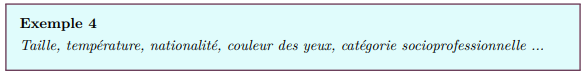 Exemple 4
Taille, température, nationalité, couleur des yeux, catégorie socioprofessionnelle ...